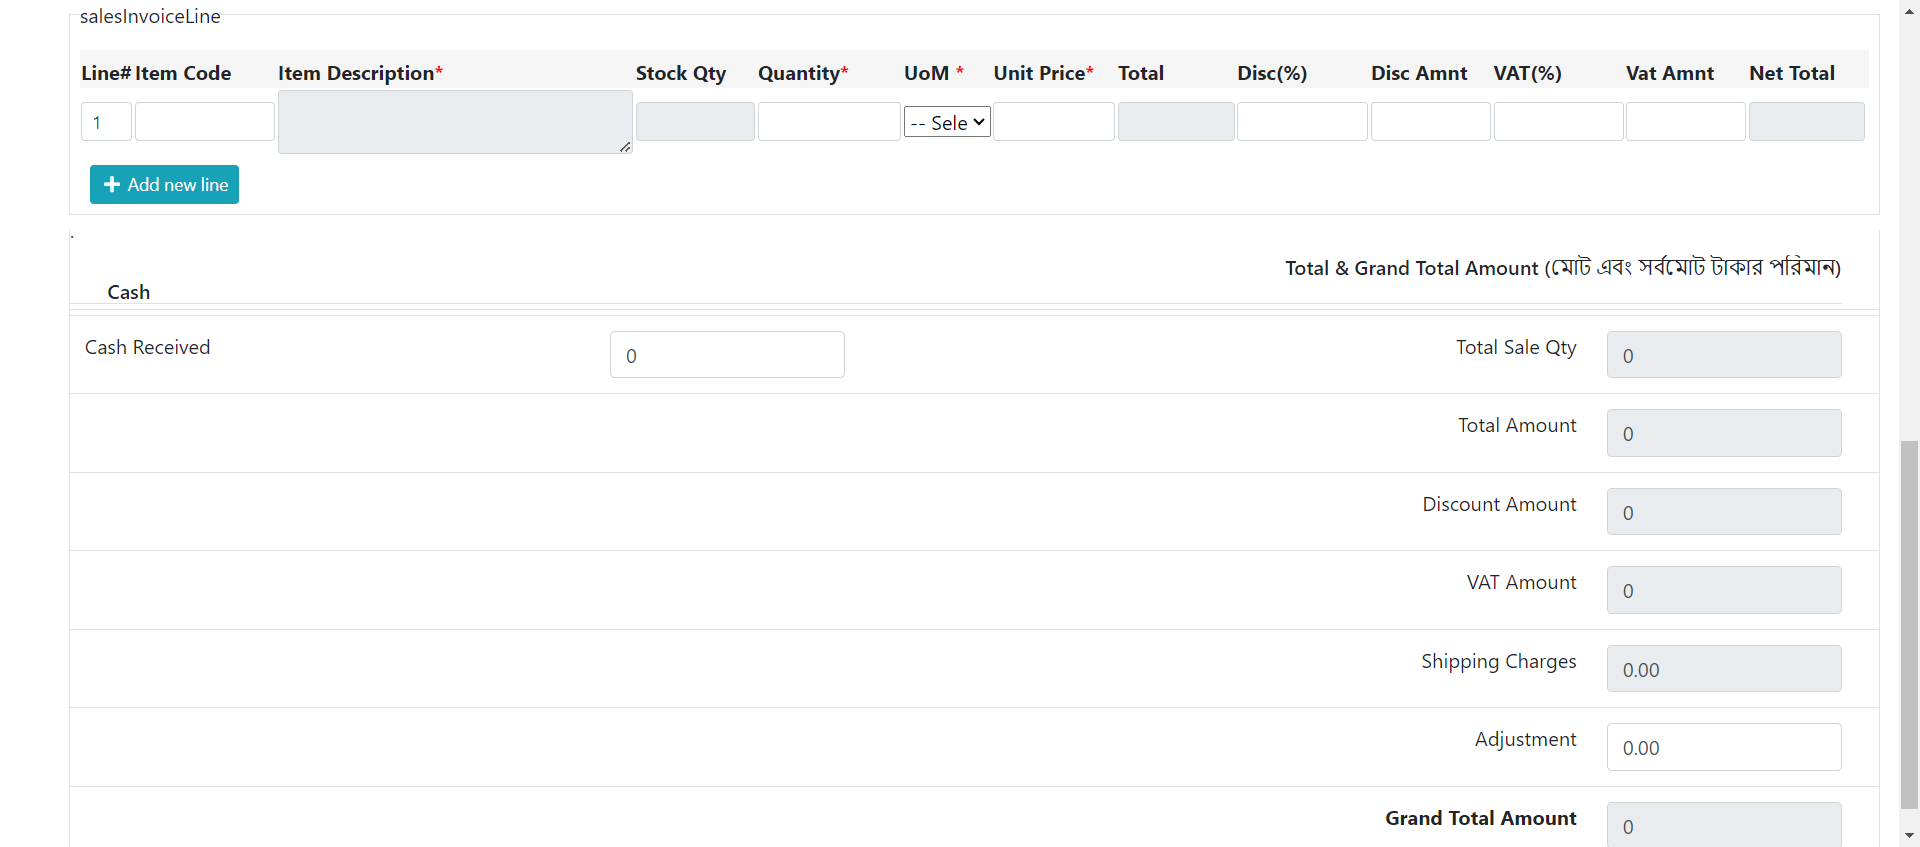 salesInvoiceLine
Line# Item Code Item Description* Stock Qty Quantity* UoM * Unit Price* Total Disc(%) Disc Amnt VAT(%) Vat Amnt Net Total
1 -- Sele
Add new line
.
Total & Grand Total Amount (মোট এবং সর্বমোট টাকার পরিমান)
Cash
Cash Received 0 Total Sale Qty 0
Total Amount 0
Discount Amount 0
VAT Amount 0
Shipping Charges 0.00
Adjustment 0.00
Grand Total Amount 0